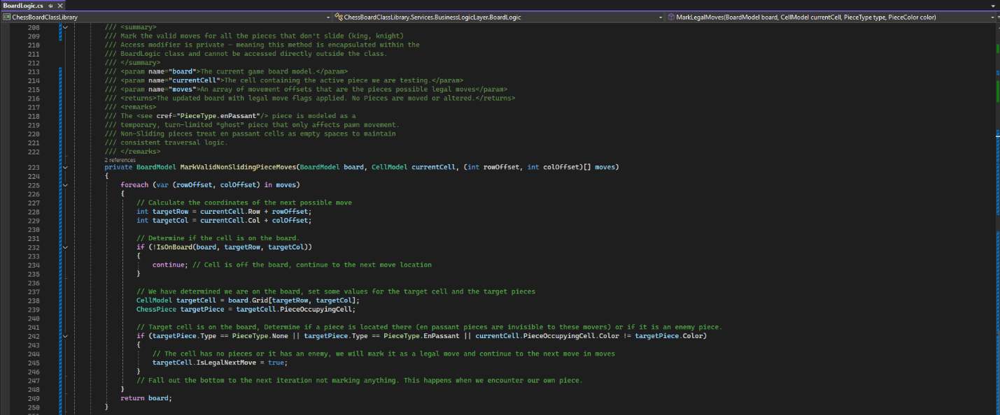 BoardLogic.cs
ChessBoardClassLibrary
ChessBoardClassLibrary.Services.BusinessLogicLayer.BoardLogic
MarkLegalMoves(BoardModel board, CellModel currentCell, PieceType type, PieceColor color)
208 /// <summary>
209 /// Mark the valid moves for all the pieces that don't slide (king, knight)
210 /// Access modifier is private - meaning this method is encapsulated within the
211 /// BoardLogic class and cannot be accessed directly outside the class.
212 /// </summary>
213 /// <param name="board">The current game board model.</param>
214 /// <param name="currentCell">The cell containing the active piece we are testing.</param>
215 /// <param name="moves">An array of movement offsets that are the pieces possible legal moves</param>
216 /// <returns>The updated board with legal move flags applied. No Pieces are moved or altered.</returns>
217 /// <remarks>
218 /// The <see cref="PieceType.enPassant"/> piece is modeled as a
219 /// temporary, turn-limited “ghost” piece that only affects pawn movement.
220 /// Non-Sliding pieces treat en passant cells as empty spaces to maintain
221 /// consistent traversal logic.
222 /// </remarks>
2 references
223 private BoardModel MarkValidNonSlidingPieceMoves(BoardModel board, CellModel currentCell, (int rowOffset, int colOffset)[] moves)
224 {
225 foreach (var (rowOffset, colOffset) in moves)
226 {
227 // Calculate the coordinates of the next possible move
228 int targetRow = currentCell.Row + rowOffset;
229 int targetCol = currentCell.Col + colOffset;
230
231 // Determine if the cell is on the board.
232 if (!IsOnBoard(board, targetRow, targetCol))
233 {
234 continue; // Cell is off the board, continue to the next move location
235 }
236
237 // We have determined we are on the board, set some values for the target cell and the target pieces
238 CellModel targetCell = board.Grid[targetRow, targetCol];
239 ChessPiece targetPiece = targetCell.PieceOccupyingCell;
240
241 // Target cell is on the board, Determine if a piece is located there (en passant pieces are invisible to these movers) or if it is an enemy piece.
242 if (targetPiece.Type == PieceType.None || targetPiece.Type == PieceType.EnPassant || currentCell.PieceOccupyingCell.Color != targetPiece.Color)
243 {
244 // The cell has no pieces or it has an enemy, we will mark it as a legal move and continue to the next move in moves
245 targetCell.IsLegalNextMove = true;
246 }
247 // Fall out the bottom to the next iteration not marking anything. This happens when we encounter our own piece.
248 }
249 return board;
250 }